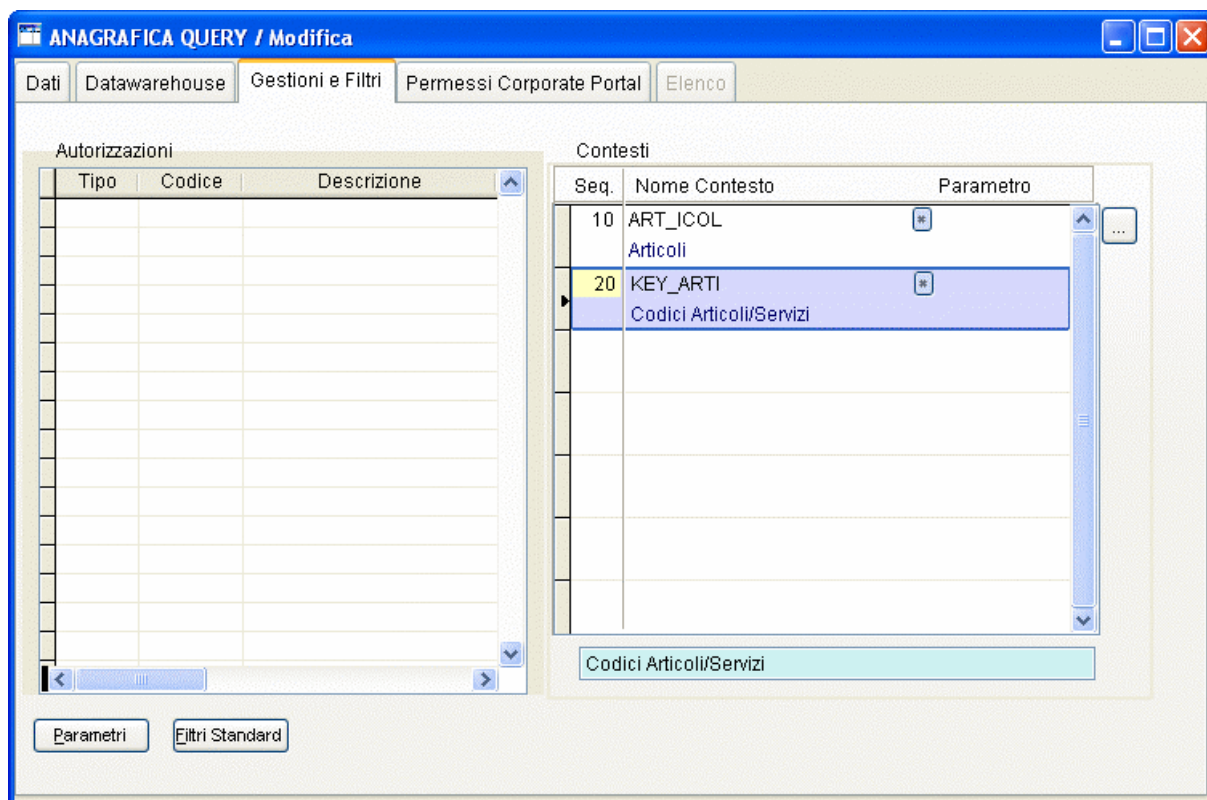 ANAGRAFICA QUERY / Modifica
Dati Datawarehouse Gestioni e Filtri Permessi Corporate Portal Elenco
Autorizzazioni
Tipo Codice Descrizione
Contesti
Seq. Nome Contesto Parametro
10 ART_ICOL
Articoli
...
20 KEY_ARTI
Codici Articoli/Servizi
Codici Articoli/Servizi
Parametri Filtri Standard